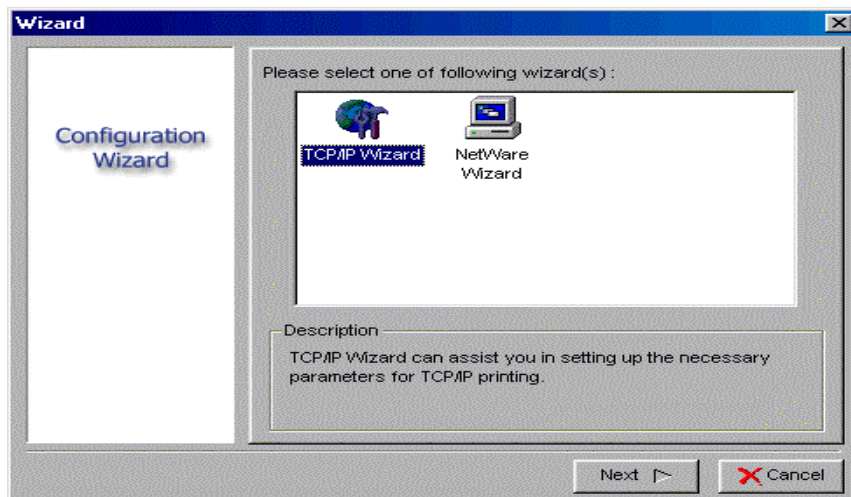 Wizard
Configuration
Wizard
Please select one of following wizard(s) :
TCP/IP Wizard
NetWare
Wizard
Description
TCP/IP Wizard can assist you in setting up the necessary
parameters for TCP/IP printing.
Next
Cancel